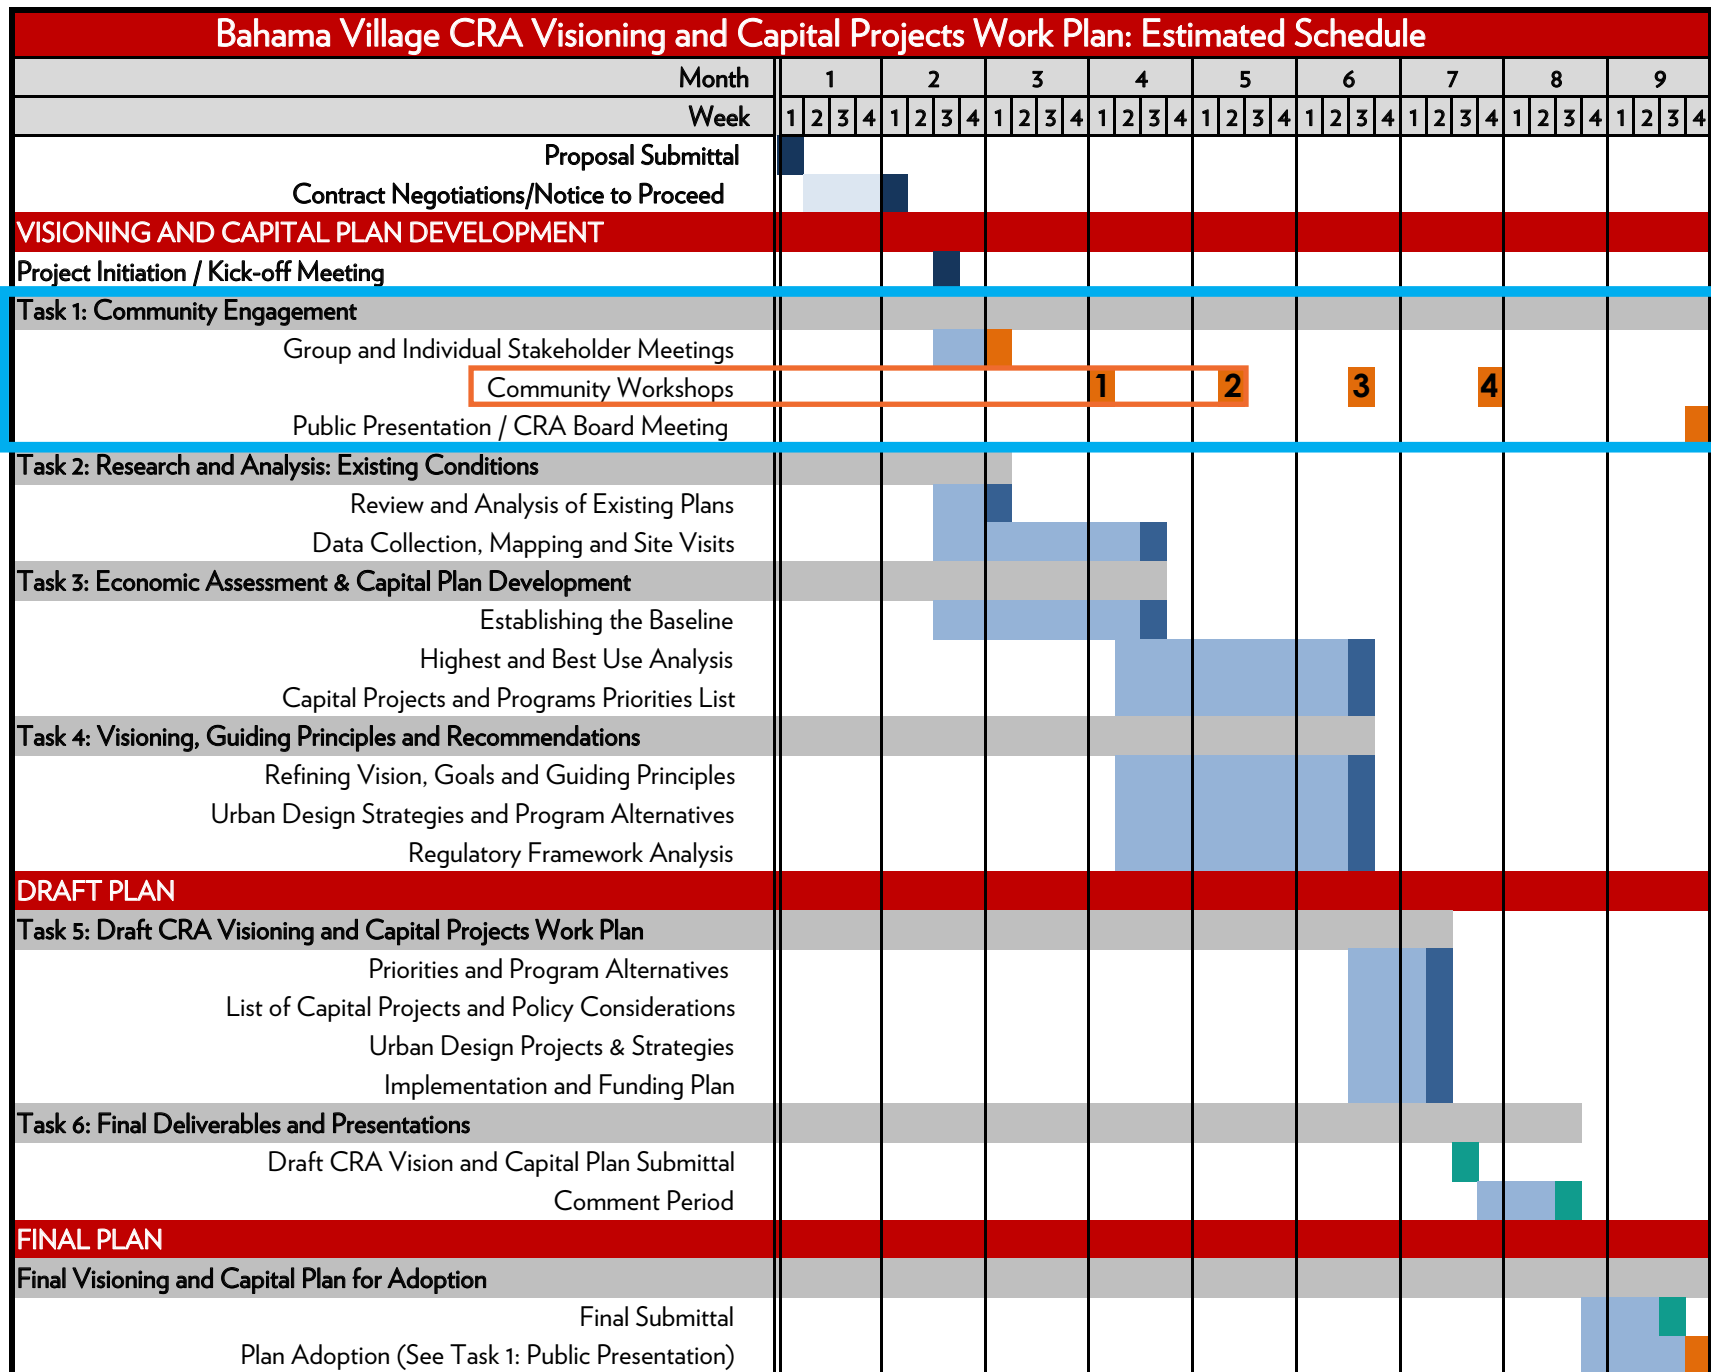 Bahama Village CRA Visioning and Capital Projects Work Plan: Estimated Schedule
Month 1 2 3 4 5 6 7 8 9
Week 1 2 3 4 1 2 3 4 1 2 3 4 1 2 3 4 1 2 3 4 1 2 3 4 1 2 3 4 1 2 3 4 1 2 3 4
Proposal Submittal
Contract Negotiations/Notice to Proceed
VISIONING AND CAPITAL PLAN DEVELOPMENT
Project Initiation / Kick-off Meeting
Task 1: Community Engagement
Group and Individual Stakeholder Meetings
Community Workshops 1 2 3 4
Public Presentation / CRA Board Meeting
Task 2: Research and Analysis: Existing Conditions
Review and Analysis of Existing Plans
Data Collection, Mapping and Site Visits
Task 3: Economic Assessment & Capital Plan Development
Establishing the Baseline
Highest and Best Use Analysis
Capital Projects and Programs Priorities List
Task 4: Visioning, Guiding Principles and Recommendations
Refining Vision, Goals and Guiding Principles
Urban Design Strategies and Program Alternatives
Regulatory Framework Analysis
DRAFT PLAN
Task 5: Draft CRA Visioning and Capital Projects Work Plan
Priorities and Program Alternatives
List of Capital Projects and Policy Considerations
Urban Design Projects & Strategies
Implementation and Funding Plan
Task 6: Final Deliverables and Presentations
Draft CRA Vision and Capital Plan Submittal
Comment Period
FINAL PLAN
Final Visioning and Capital Plan for Adoption
Final Submittal
Plan Adoption (See Task 1: Public Presentation)